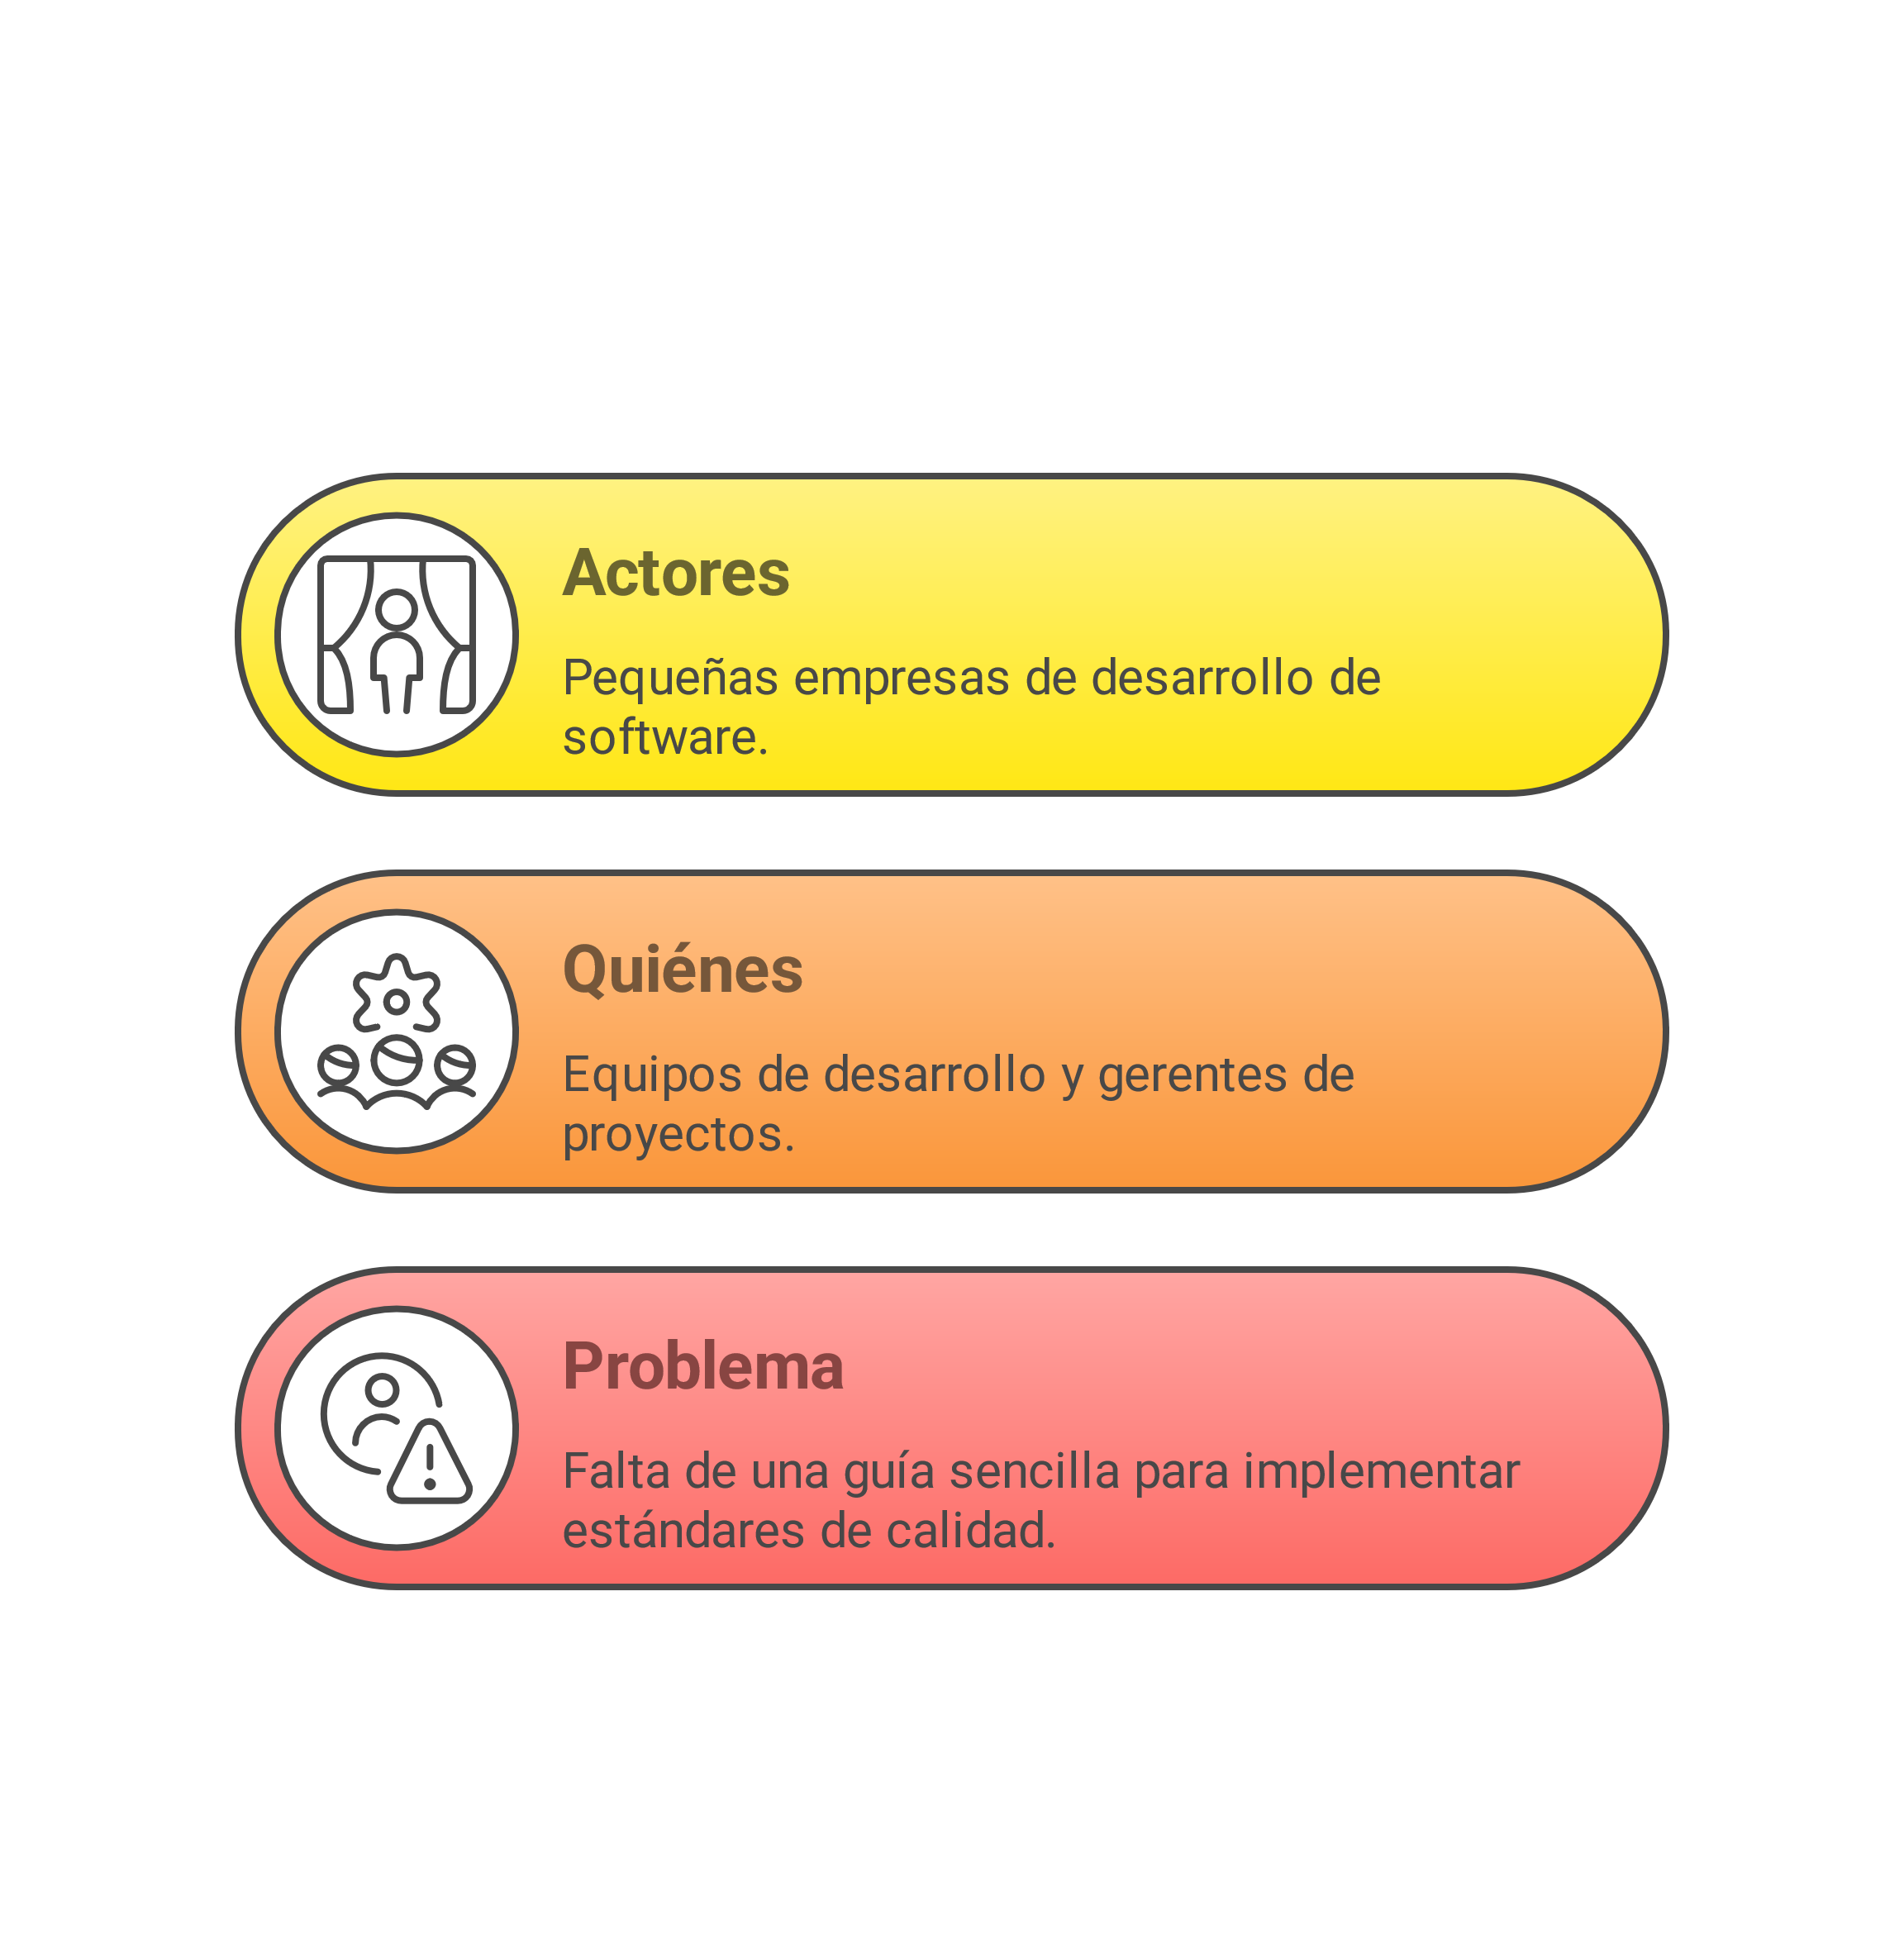 Actores
Pequeñas empresas de desarrollo de
software.
Quiénes
Equipos de desarrollo y gerentes de
proyectos.
Problema
Falta de una guía sencilla para implementar
estándares de calidad.